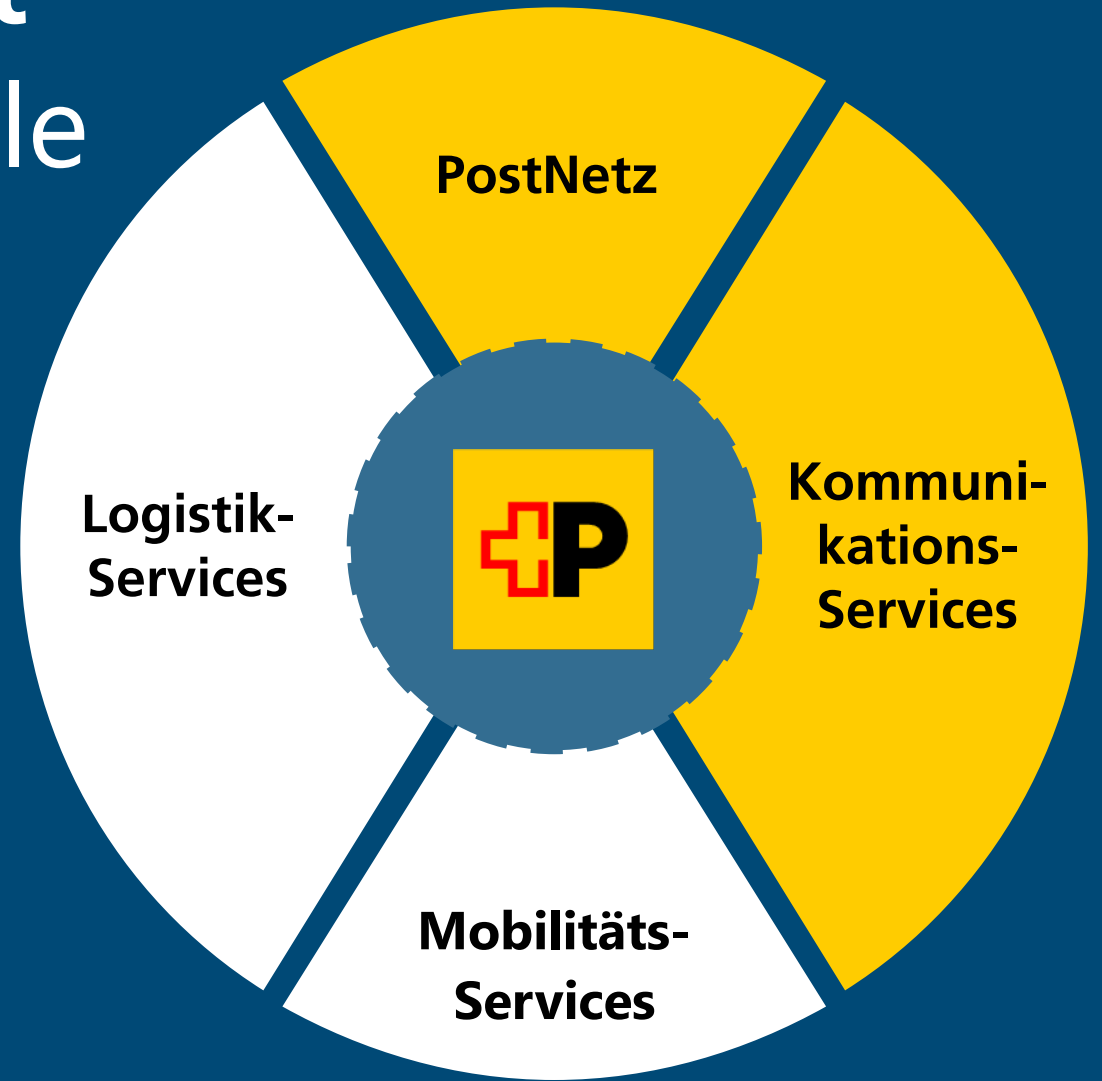 t
le
PostNetz
Logistik-
Services
Kommuni-
kations-
Services
P
Mobilitäts-
Services